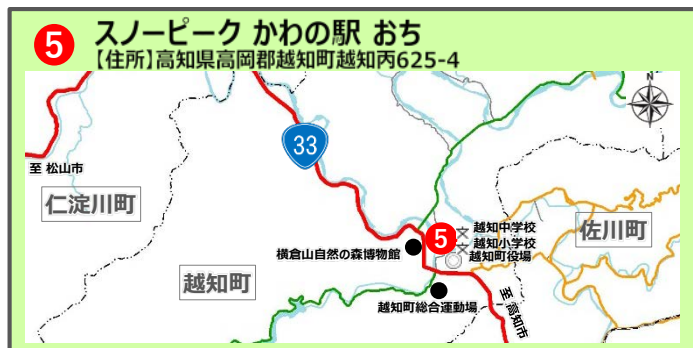 5 スノーピーク かわの駅 おち
【住所】高知県高岡郡越知町越知丙625-4
N
33
至 松山市
仁淀川町
越知中学校
5
越知小学校
佐川町
横倉山自然の森博物館
越知町役場
越知町
至 高知市
越知町総合運動場